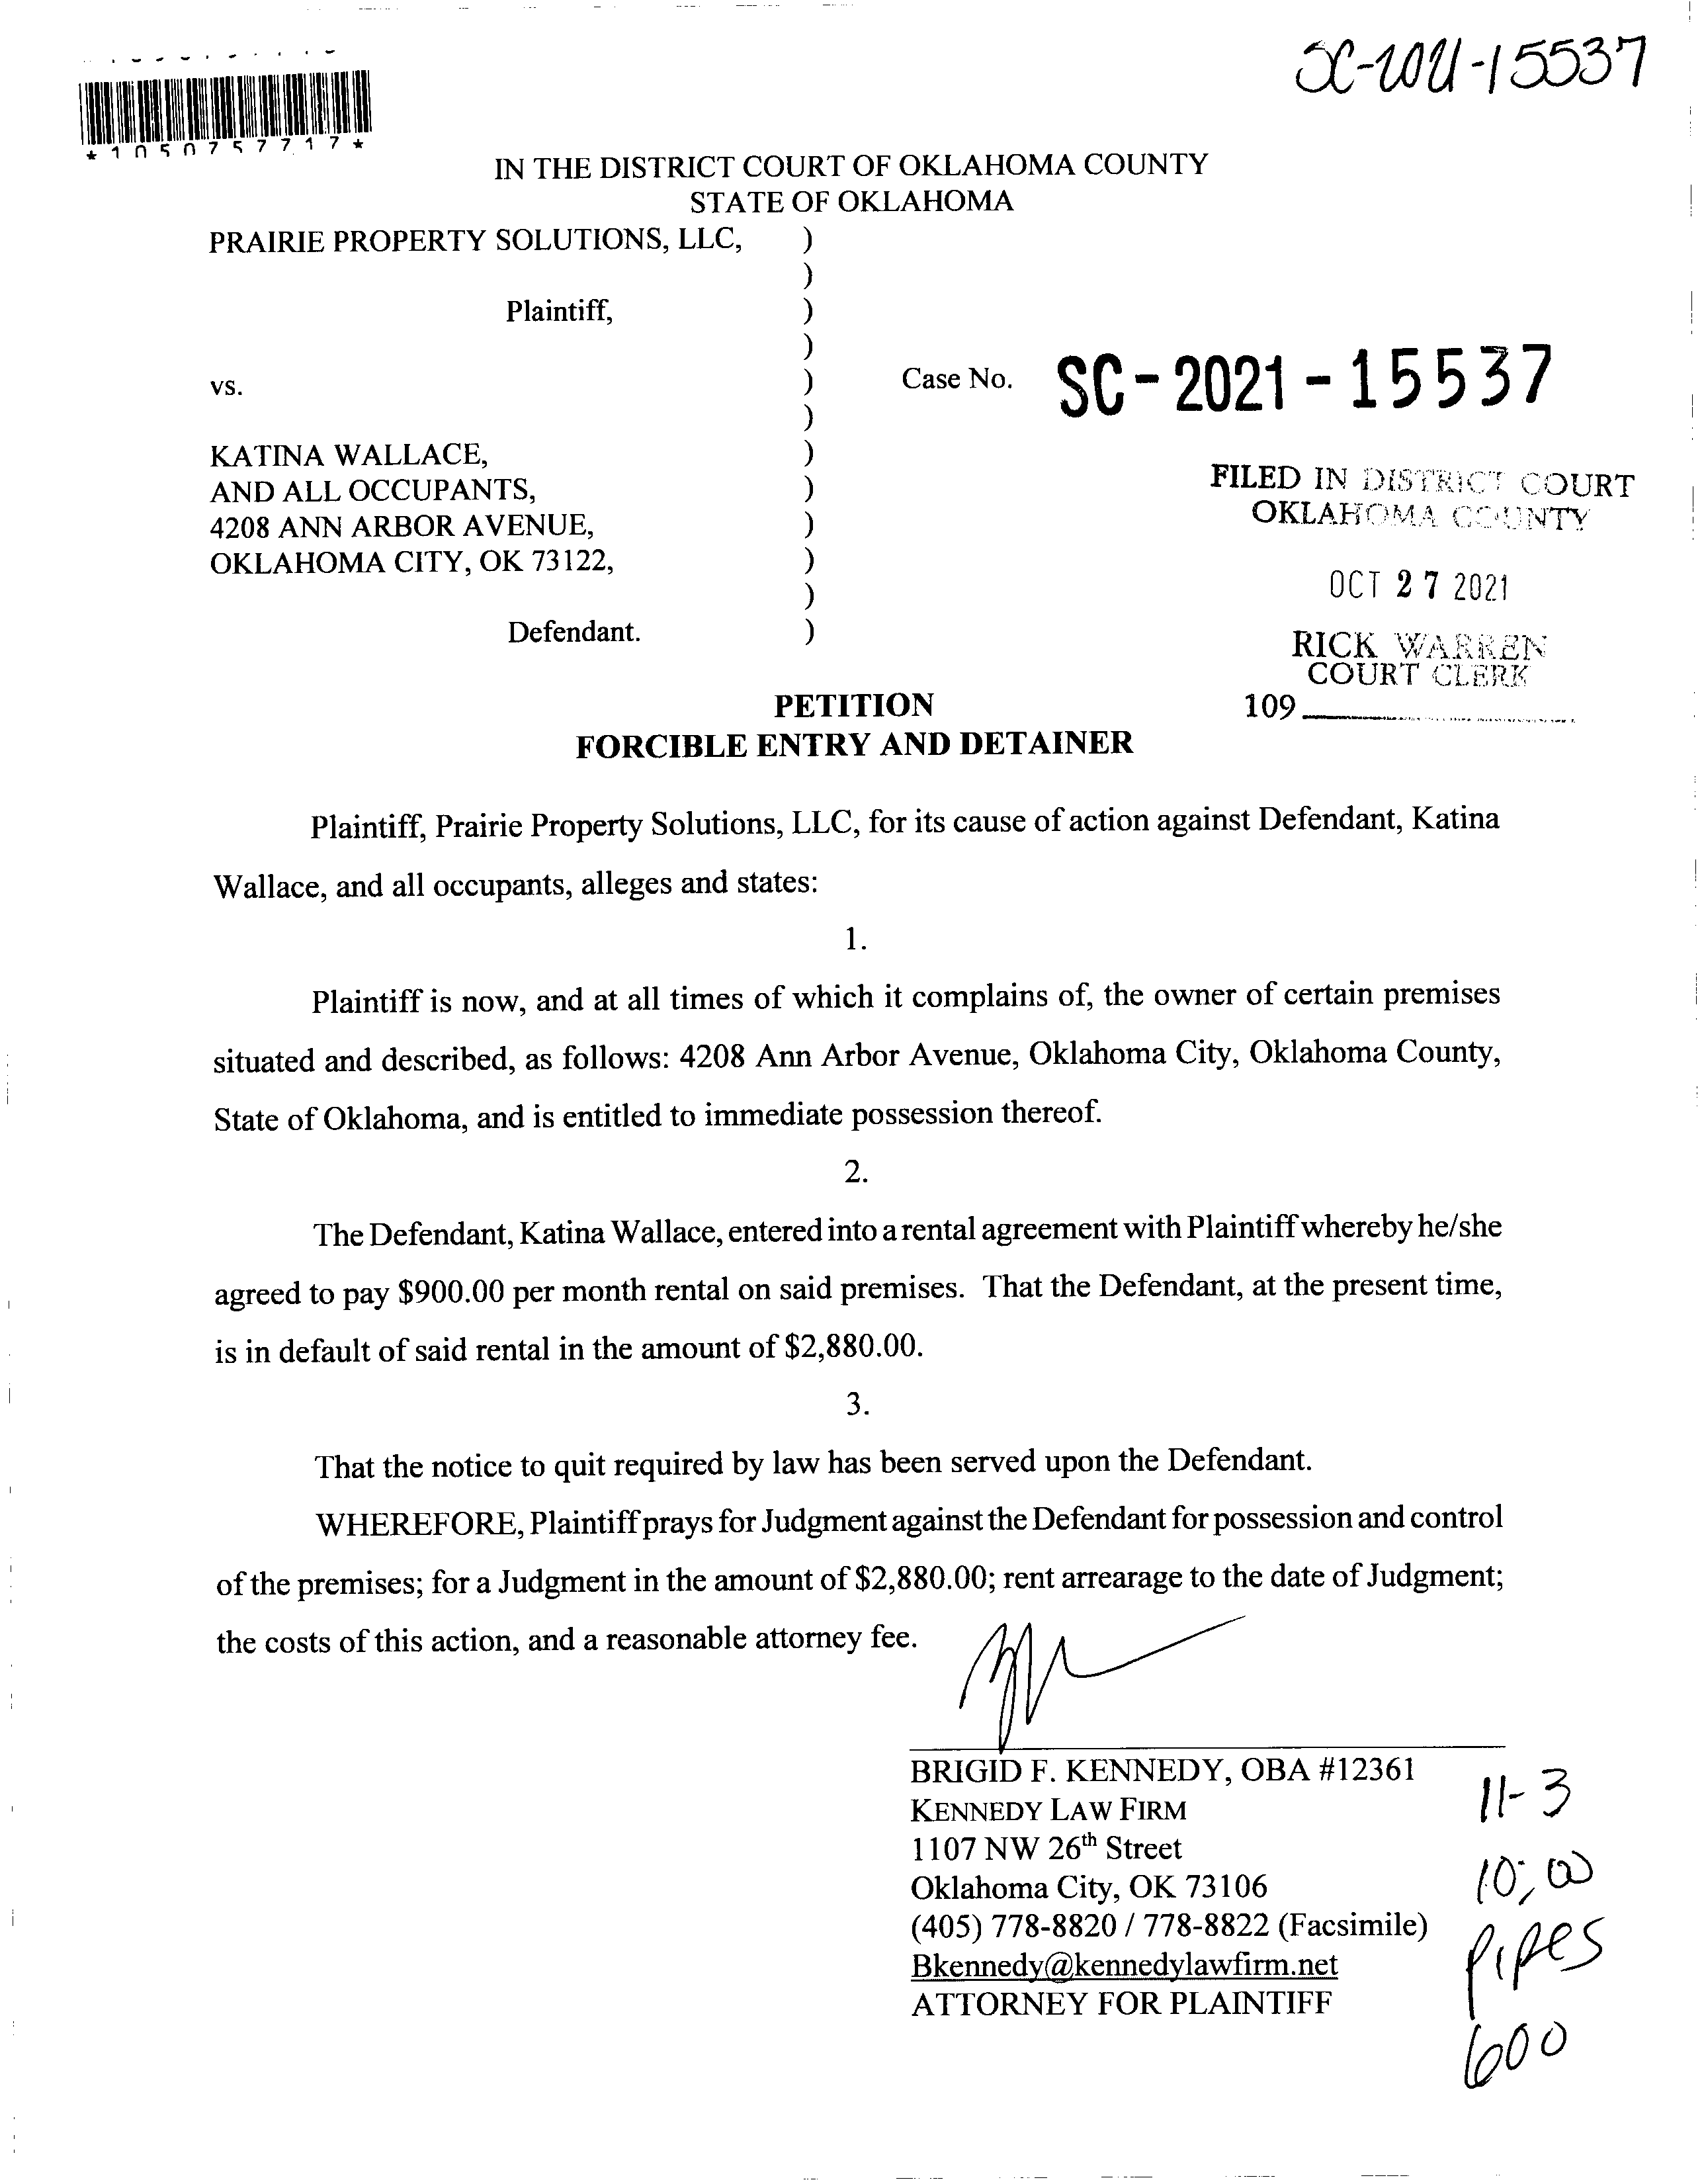 SC-2021-15537
*1050757717*
IN THE DISTRICT COURT OF OKLAHOMA COUNTY
STATE OF OKLAHOMA
PRAIRIE PROPERTY SOLUTIONS, LLC, )
)
Plaintiff, )
)
vs. ) Case No. SC-2021-15537
)
KATINA WALLACE, )
AND ALL OCCUPANTS, )
4208 ANN ARBOR AVENUE, )
OKLAHOMA CITY, OK 73122, )
)
Defendant. )
FILED IN DISTRICT COURT
OKLAHOMA COUNTY
OCT 27 2021
RICK WARREN
COURT CLERK
109
PETITION
FORCIBLE ENTRY AND DETAINER
Plaintiff, Prairie Property Solutions, LLC, for its cause of action against Defendant, Katina
Wallace, and all occupants, alleges and states:
1.
Plaintiff is now, and at all times of which it complains of, the owner of certain premises
situated and described, as follows: 4208 Ann Arbor Avenue, Oklahoma City, Oklahoma County,
State of Oklahoma, and is entitled to immediate possession thereof.
2.
The Defendant, Katina Wallace, entered into a rental agreement with Plaintiff whereby he/she
agreed to pay $900.00 per month rental on said premises. That the Defendant, at the present time,
is in default of said rental in the amount of $2,880.00.
3.
That the notice to quit required by law has been served upon the Defendant.
WHEREFORE, Plaintiff prays for Judgment against the Defendant for possession and control
of the premises; for a Judgment in the amount of $2,880.00; rent arrearage to the date of Judgment;
the costs of this action, and a reasonable attorney fee.
BRIGID F. KENNEDY, OBA #12361
KENNEDY LAW FIRM
1107 NW 26th Street
Oklahoma City, OK 73106
(405) 778-8820 / 778-8822 (Facsimile)
Bkennedy@kennedylawfirm.net
ATTORNEY FOR PLAINTIFF
11-3
10:00
Pipes
600